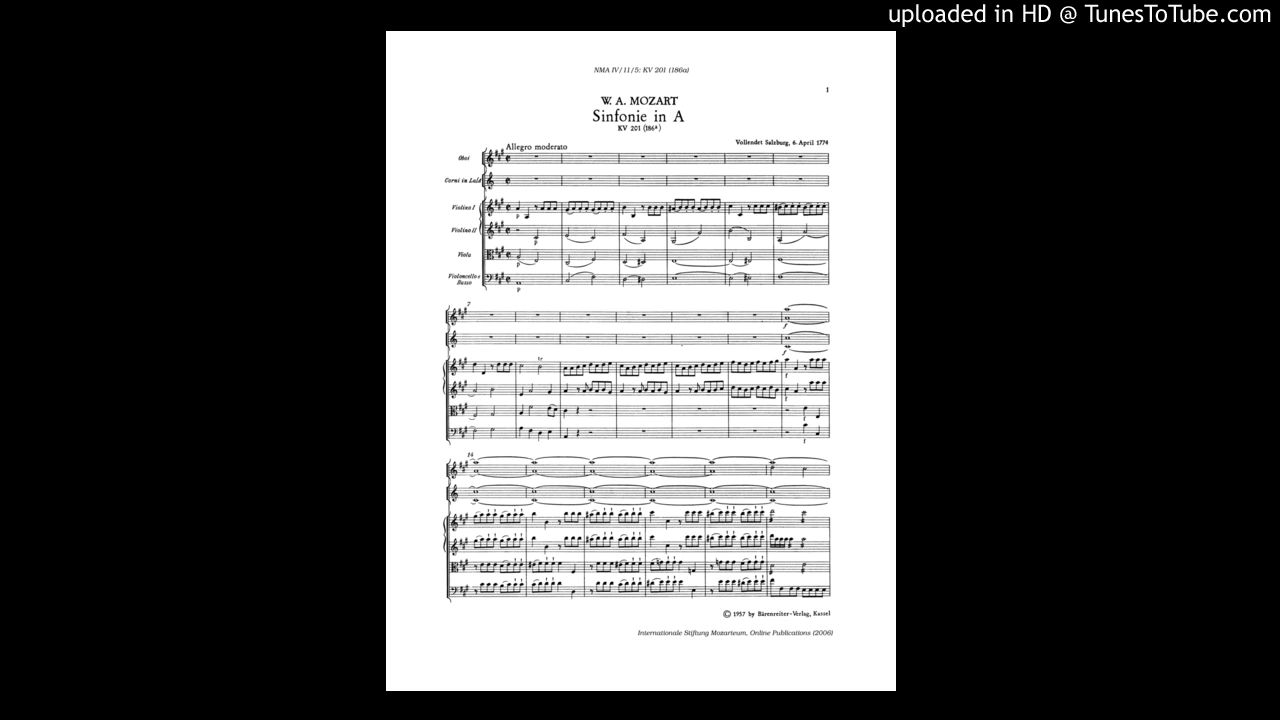 uploaded in HD @ TunesToTube.com
NMA IV/11/5: KV 201 (186a)
1
W. A. MOZART
Sinfonie in A
KV 201 (186ª)
Vollendet Salzburg, 6. April 1774
Allegro moderato
Oboi
Corni in La/A
Violino I
p
Violino II
p
Viola
p
Violoncello e
Basso
p
7
tr
f
f
f
f
f
f
14
© 1957 by Bärenreiter-Verlag, Kassel
Internationale Stiftung Mozarteum, Online Publications (2006)